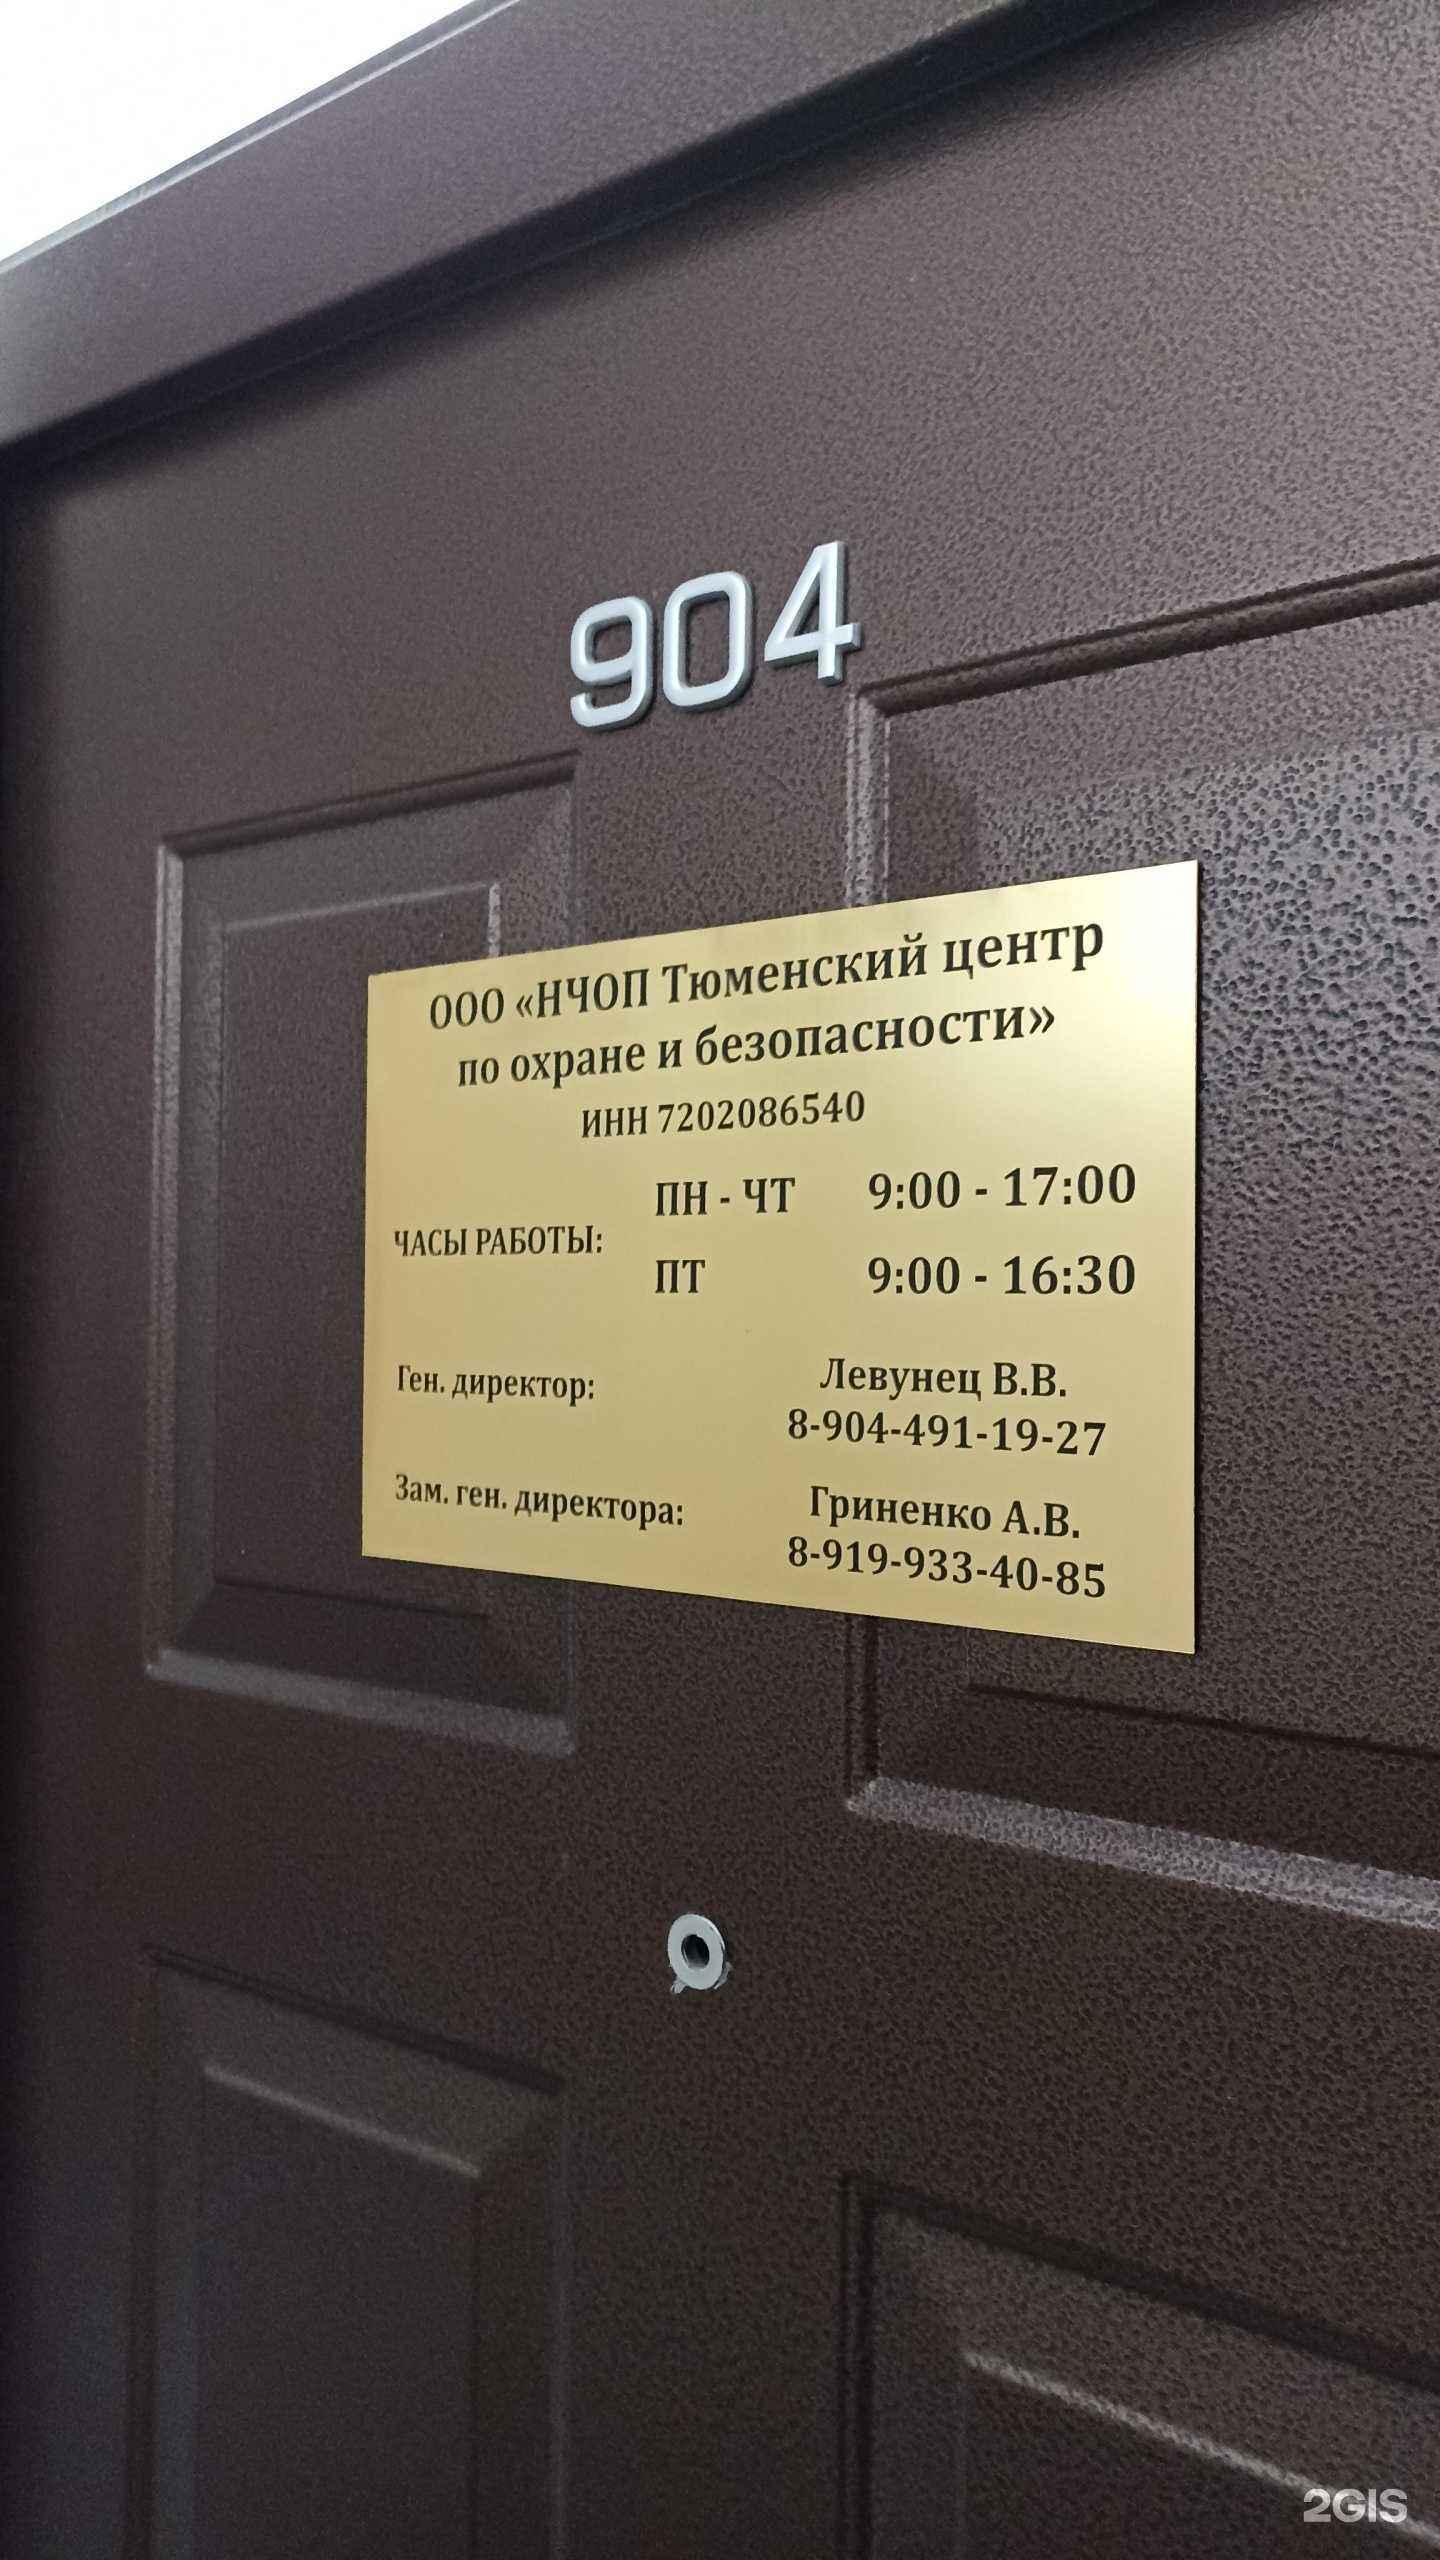 904
ООО «НЧОП Тюменский центр
по охране и безопасности»
ИНН 7202086540
ЧАСЫ РАБОТЫ:
ПН - ЧТ 9:00 - 17:00
ПТ 9:00 - 16:30
Ген. директор: Левунец В.В.
8-904-491-19-27
Зам. ген. директора: Гриненко А.В.
8-919-933-40-85
2GIS